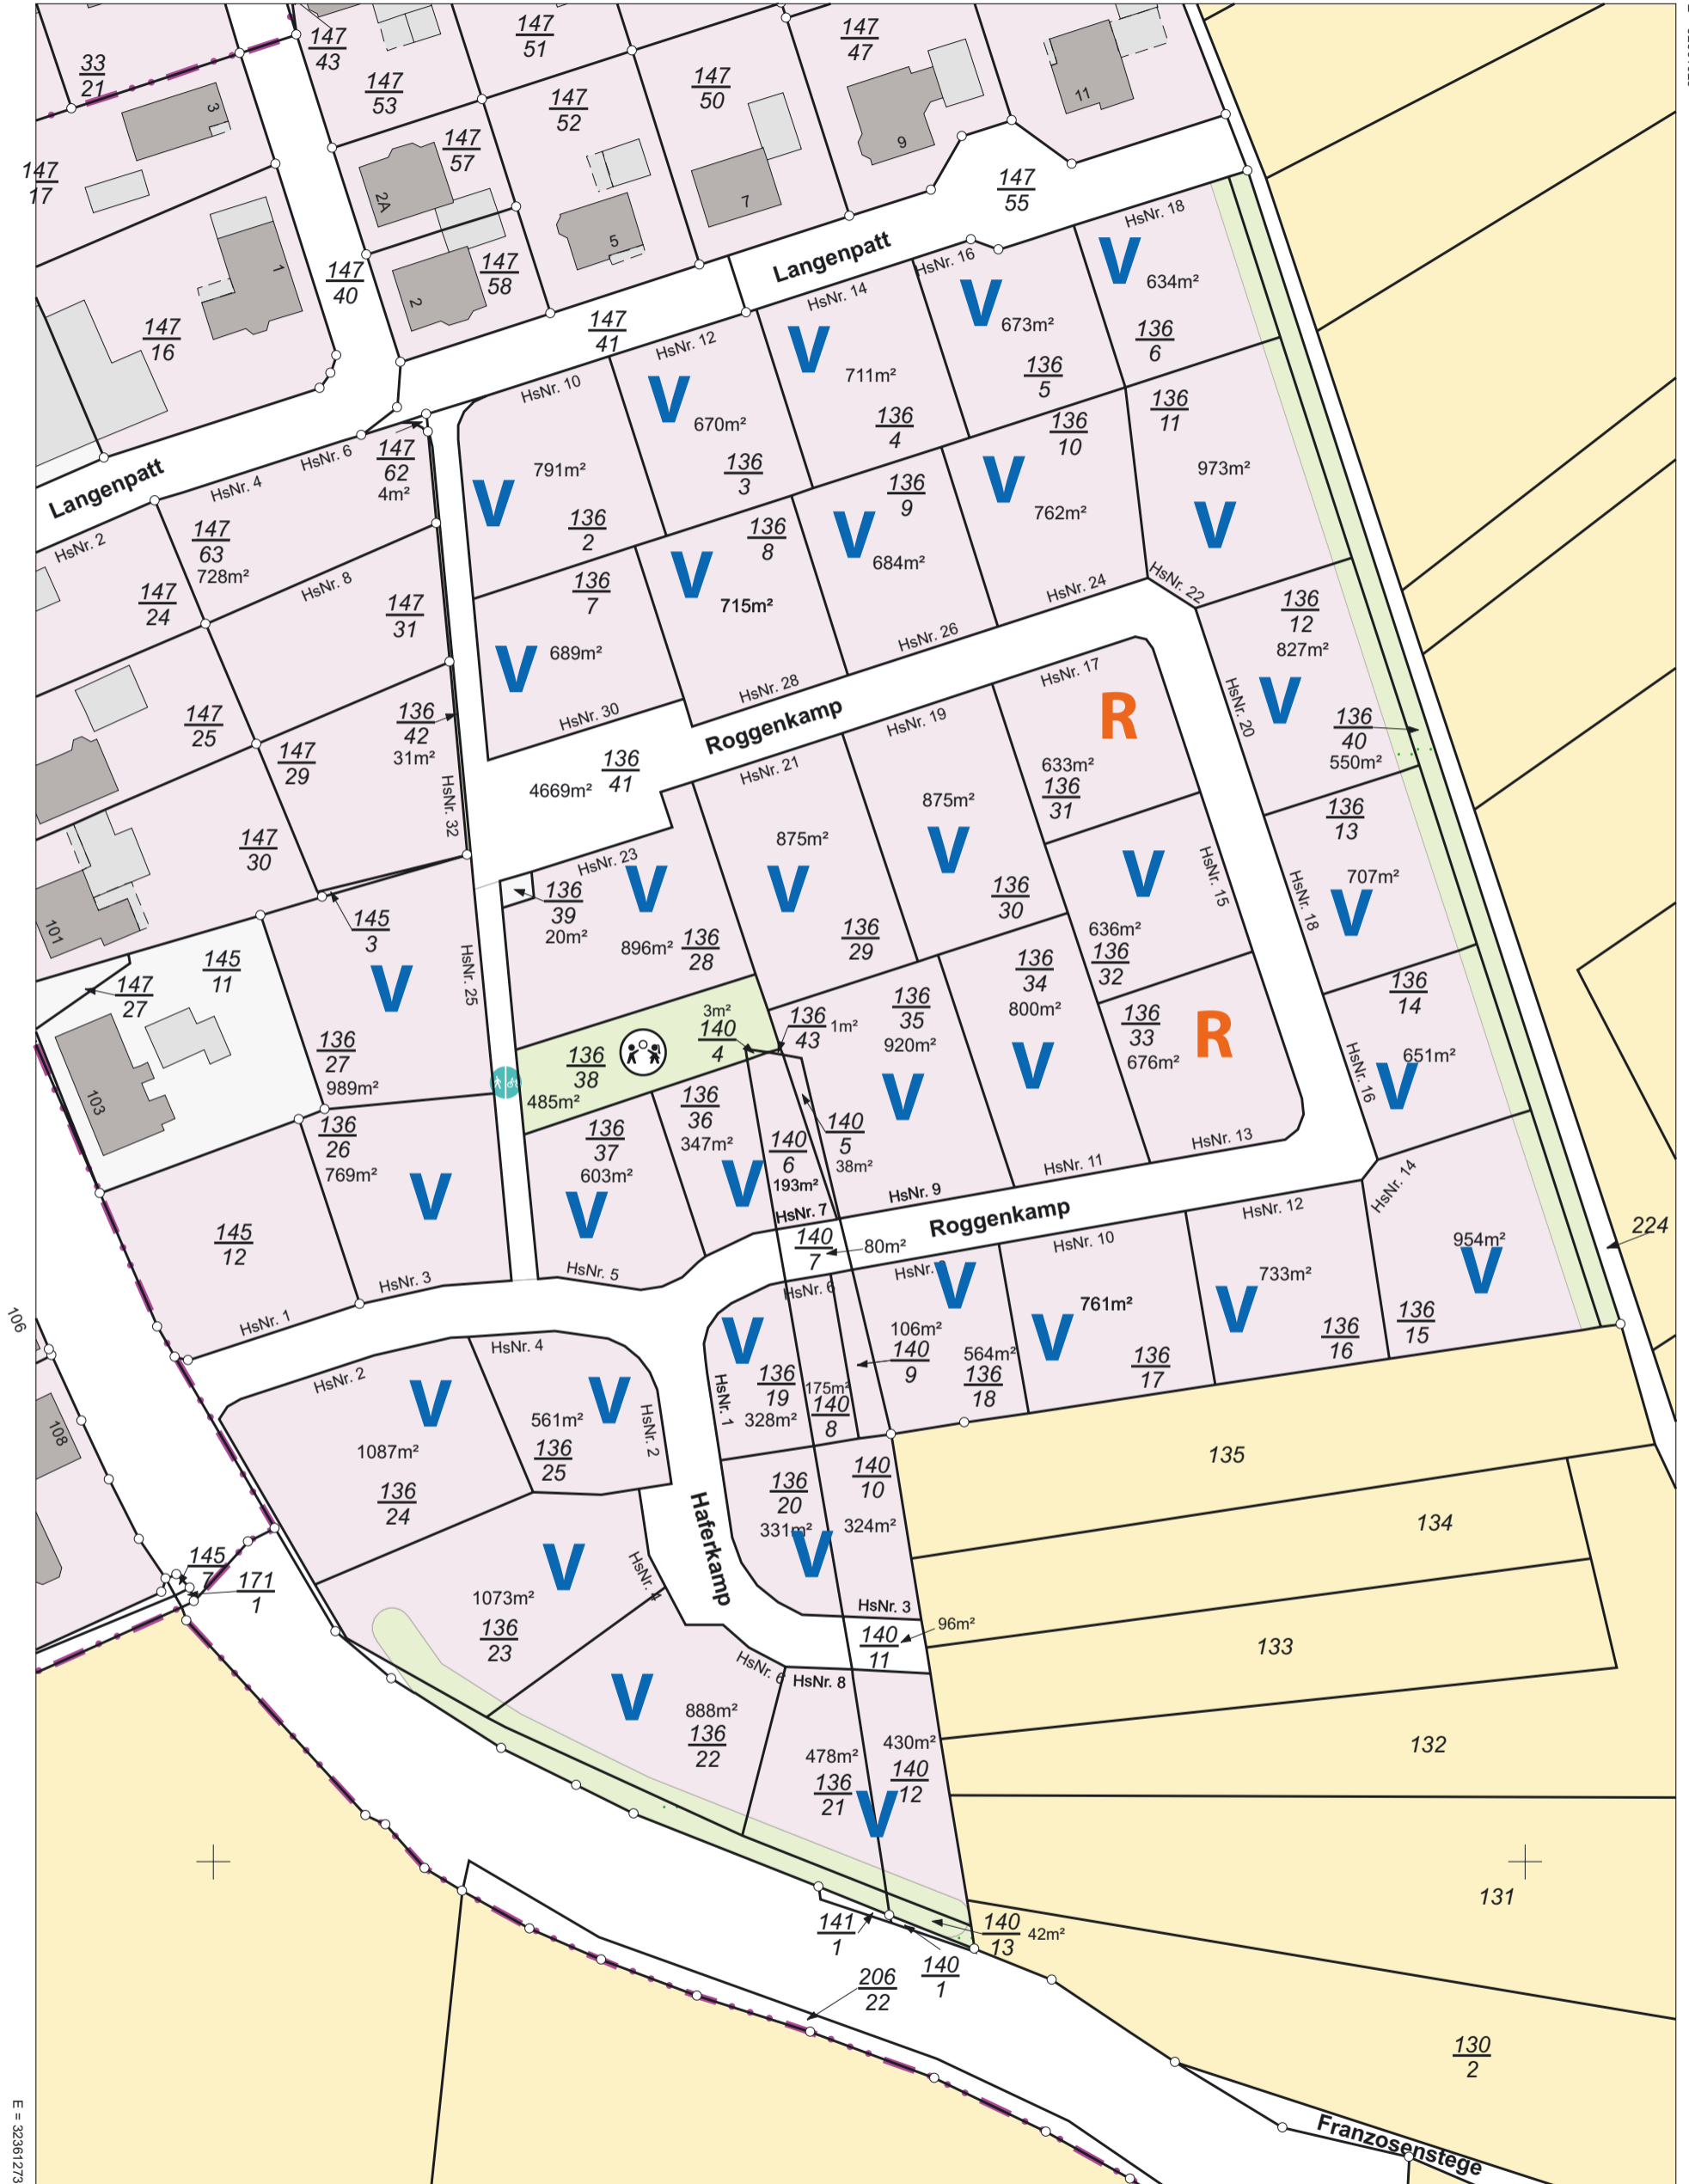 33
21
3
147
17
147
43
147
53
147
51
147
52
147
50
147
47
11
9
7
5
147
57
2A
147
58
2
147
55
1
147
40
147
16
147
41
Langenpatt
HsNr. 18
634m²
136
6
HsNr. 16
673m²
136
5
HsNr. 14
711m²
136
4
HsNr. 12
670m²
136
3
HsNr. 10
791m²
136
2
V
V
V
V
V
Langenpatt
HsNr. 6
147
62
4m²
HsNr. 4
147
63
728m²
HsNr. 2
147
24
HsNr. 8
147
31
136
11
973m²
V
136
10
762m²
V
136
9
684m²
V
136
8
715m²
V
136
7
689m²
V
HsNr. 22
HsNr. 24
HsNr. 26
HsNr. 28
HsNr. 30
Roggenkamp
4669m²
136
41
136
42
31m²
HsNr. 32
147
25
147
29
147
30
136
12
827m²
V
HsNr. 20
136
40
550m²
136
13
707m²
V
HsNr. 18
136
14
651m²
V
HsNr. 16
HsNr. 17
R
633m²
136
31
HsNr. 19
875m²
V
136
30
HsNr. 21
875m²
V
136
29
HsNr. 23
V
896m²
136
28
136
39
20m²
V
636m²
136
32
HsNr. 15
136
33
676m²
R
HsNr. 13
136
34
800m²
V
HsNr. 11
136
35
920m²
V
HsNr. 9
101
145
3
145
11
147
27
103
HsNr. 25
V
136
27
989m²
136
26
769m²
V
145
12
HsNr. 3
HsNr. 1
136
38
485m²
3m²
140
4
136
43
1m²
140
5
38m²
140
6
193m²
HsNr. 7
136
36
347m²
V
136
37
603m²
V
HsNr. 5
140
7
80m²
Roggenkamp
HsNr. 14
954m²
V
136
15
224
HsNr. 12
733m²
V
136
16
HsNr. 10
761m²
V
136
17
HsNr.
V
564m²
136
18
106m²
140
9
HsNr. 6
V
136
19
328m²
175m²
140
8
HsNr. 1
106
108
HsNr. 2
V
1087m²
136
24
HsNr. 4
V
561m²
136
25
HsNr. 2
Haferkamp
136
20
331m²
V
140
10
324m²
HsNr. 3
140
11
96m²
HsNr. 4
V
1073m²
136
23
145
7
171
1
HsNr. 6
V
888m²
136
22
HsNr. 8
478m²
136
21
V
430m²
140
12
135
134
133
132
131
141
1
140
1
140
13
42m²
206
22
130
2
Franzosenstege
E = 32361273